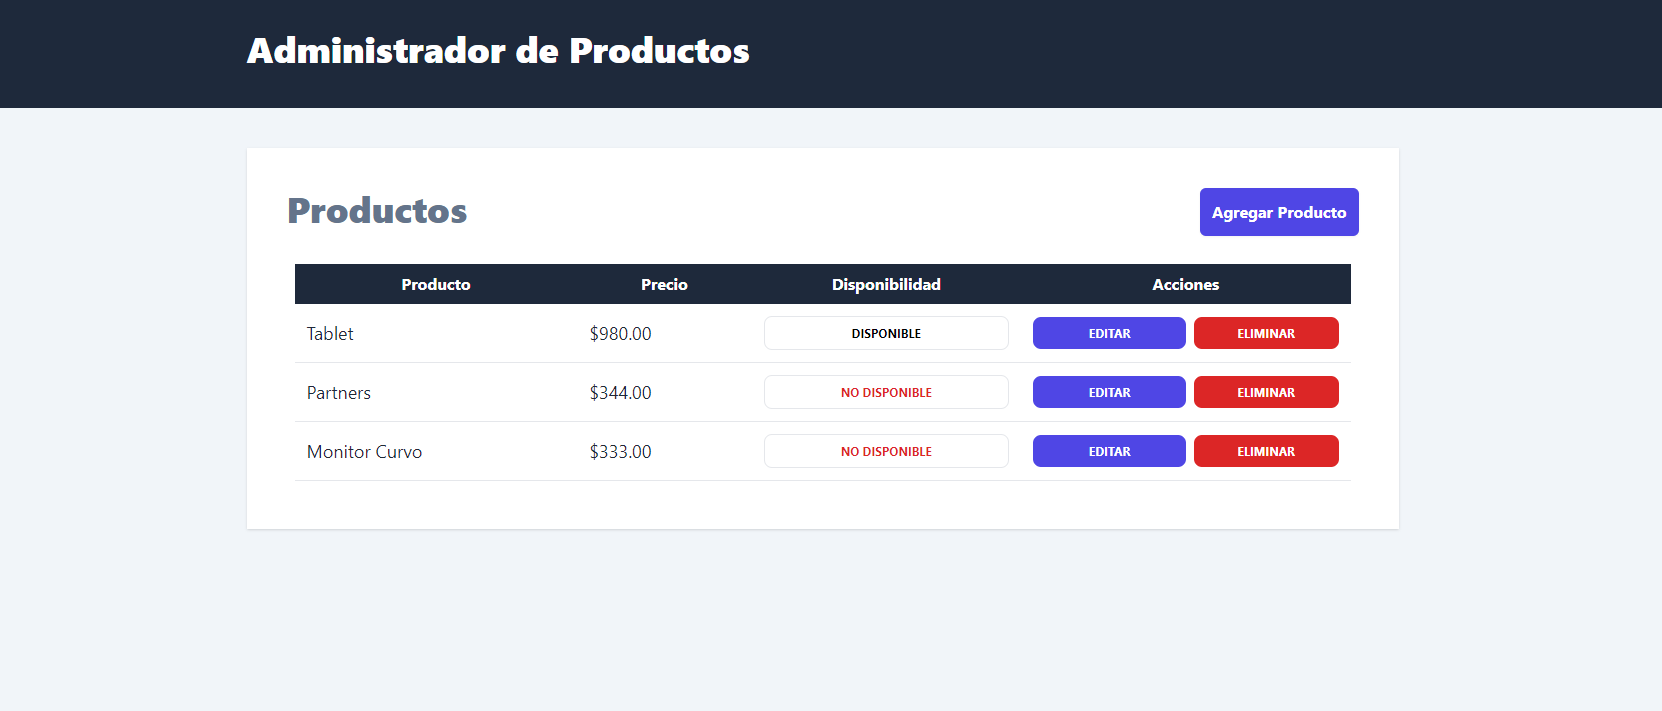 Administrador de Productos
Productos
Agregar Producto
Producto Precio Disponibilidad Acciones
Tablet $980.00 DISPONIBLE EDITAR ELIMINAR
Partners $344.00 NO DISPONIBLE EDITAR ELIMINAR
Monitor Curvo $333.00 NO DISPONIBLE EDITAR ELIMINAR